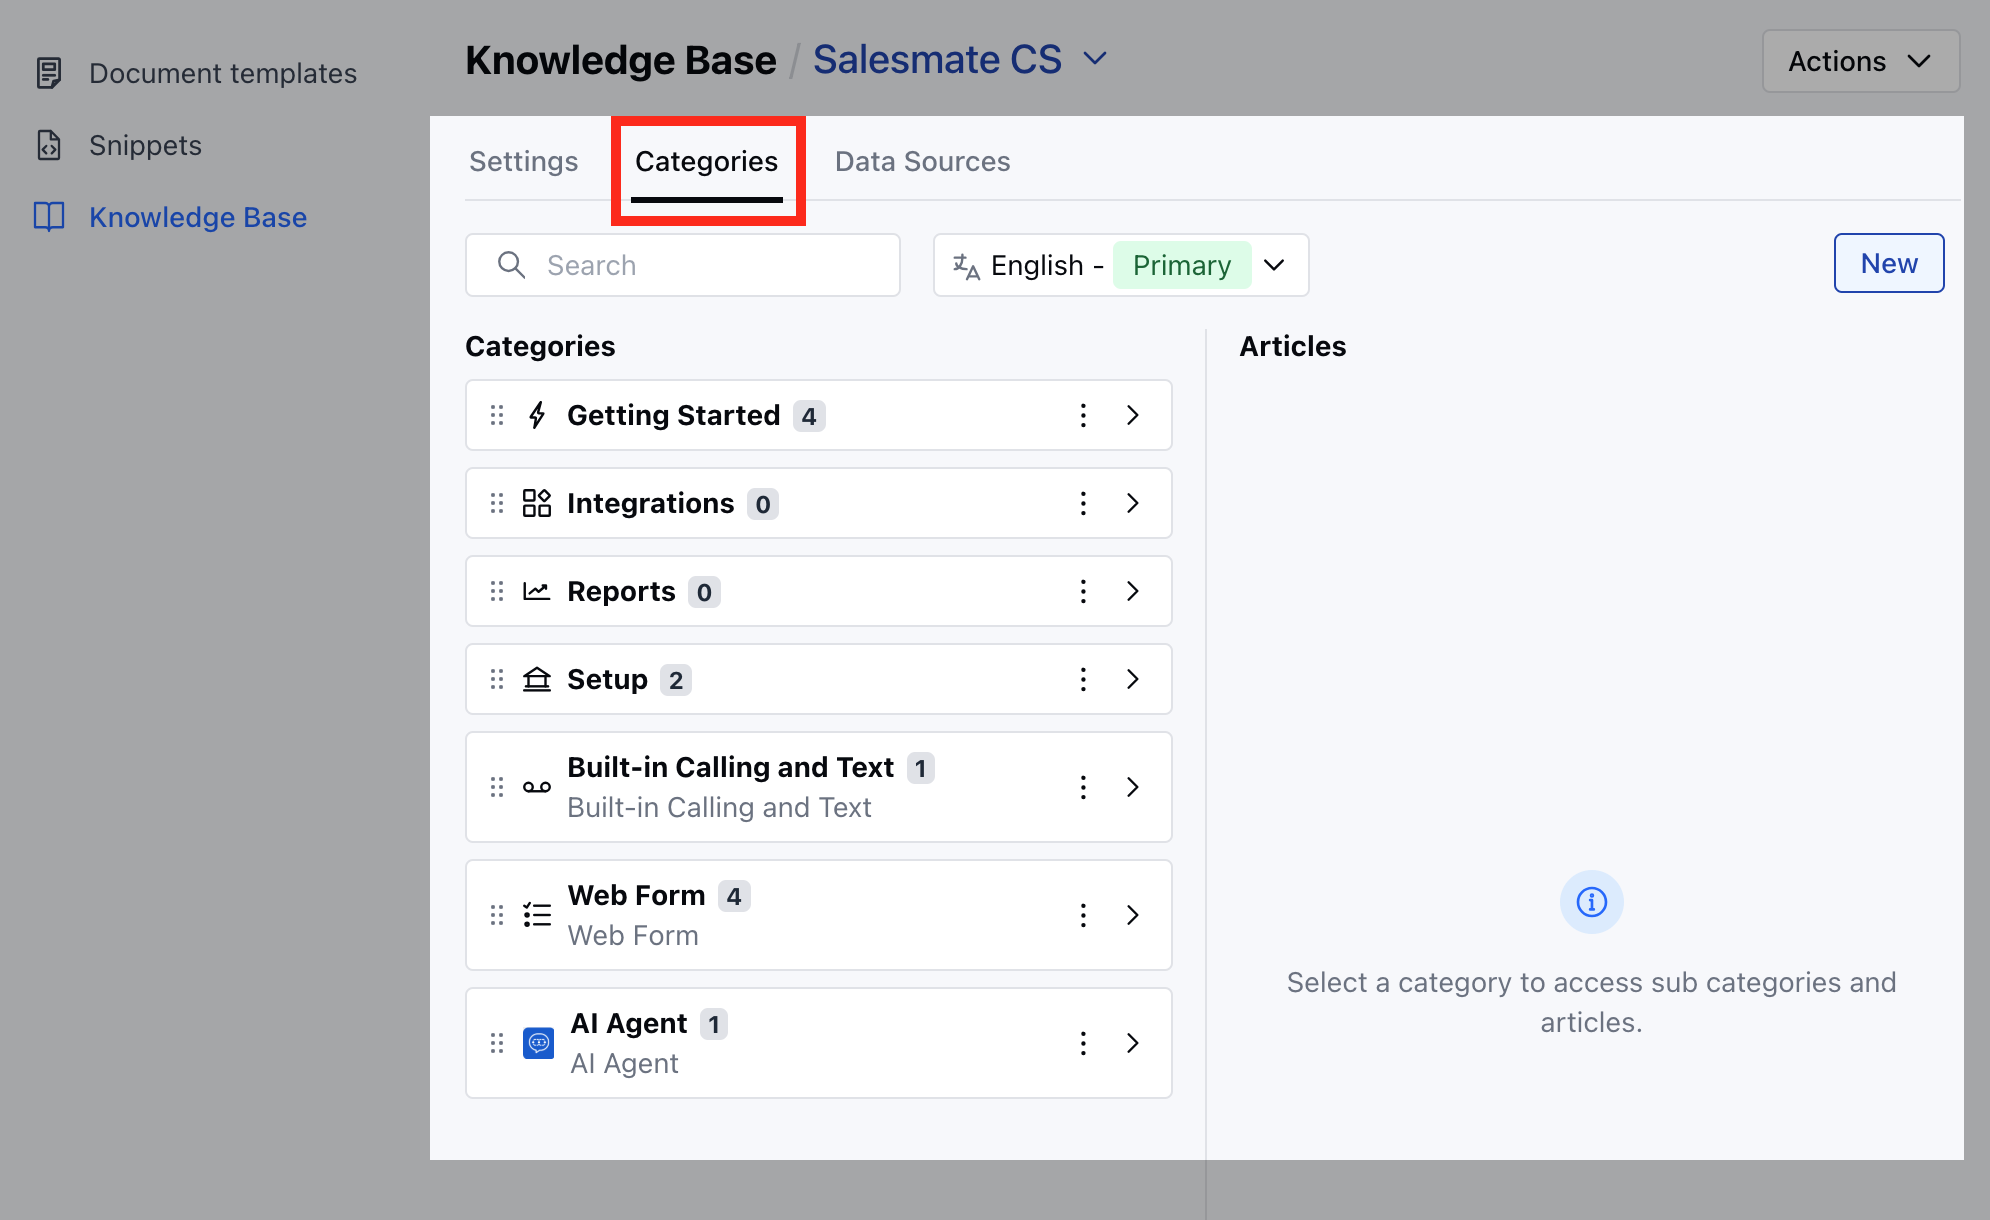 Document templates
Snippets
Knowledge Base
Knowledge Base / Salesmate CS
Actions
Settings
Categories
Data Sources
Search
English - Primary
New
Categories
Getting Started 4
Integrations 0
Reports 0
Setup 2
Built-in Calling and Text 1
Built-in Calling and Text
Web Form 4
Web Form
AI Agent 1
AI Agent
Articles
Select a category to access sub categories and
articles.